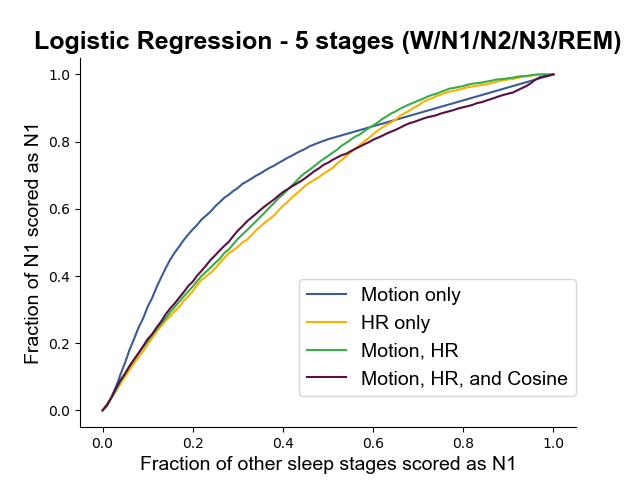 Logistic Regression - 5 stages (W/N1/N2/N3/REM)
Fraction of N1 scored as N1
1.0
0.8
0.6
0.4
0.2
0.0
Motion only
HR only
Motion, HR
Motion, HR, and Cosine
0.0 0.2 0.4 0.6 0.8 1.0
Fraction of other sleep stages scored as N1